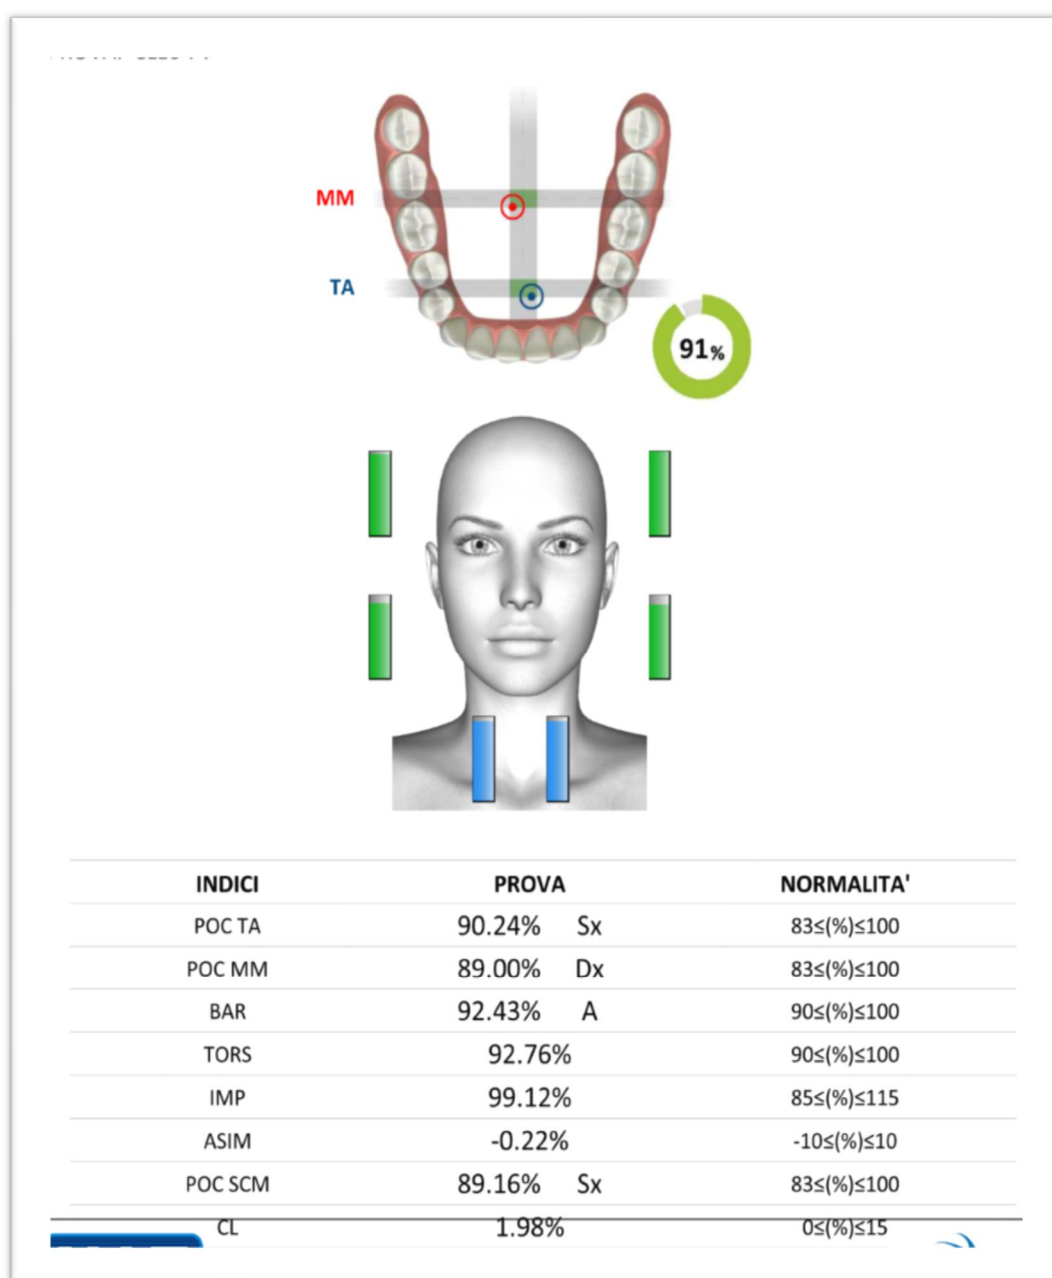 MM
TA
91%
INDICI PROVA NORMALITA'
POC TA 90.24% Sx 83≤(%)≤100
POC MM 89.00% Dx 83≤(%)≤100
BAR 92.43% A 90≤(%)≤100
TORS 92.76% 90≤(%)≤100
IMP 99.12% 85≤(%)≤115
ASIM -0.22% -10≤(%)≤10
POC SCM 89.16% Sx 83≤(%)≤100
CL 1.98% 0≤(%)≤15